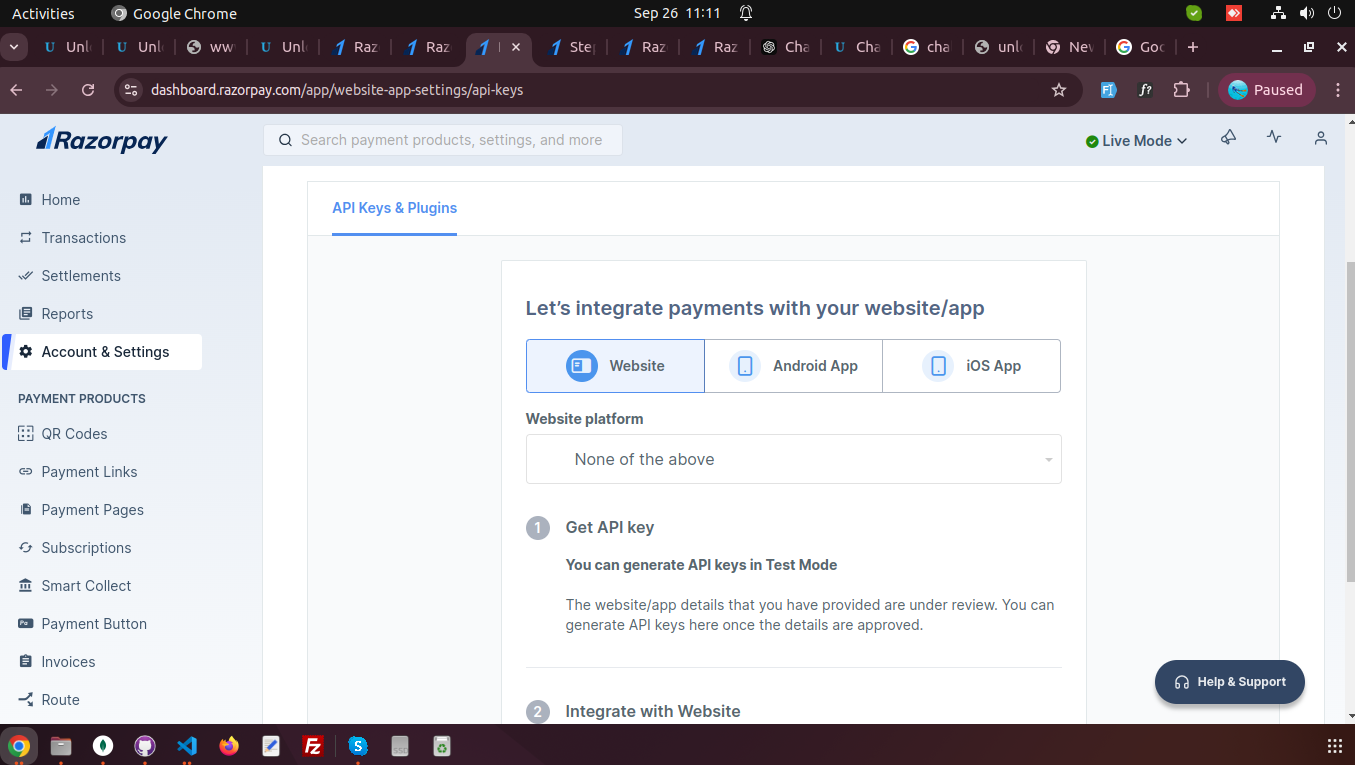 Activities
Google Chrome
Sep 26 11:11
Unl
Unl
ww
Unl
Raz
Raz
Ste
Raz
Raz
Cha
Cha
cha
unl
Nev
Goo
dashboard.razorpay.com/app/website-app-settings/api-keys
Paused
Razorpay
Search payment products, settings, and more
Live Mode
Home
Transactions
Settlements
Reports
Account & Settings
PAYMENT PRODUCTS
QR Codes
Payment Links
Payment Pages
Subscriptions
Smart Collect
Payment Button
Invoices
Route
API Keys & Plugins
Let's integrate payments with your website/app
Website
Android App
iOS App
Website platform
None of the above
1 Get API key
You can generate API keys in Test Mode
The website/app details that you have provided are under review. You can
generate API keys here once the details are approved.
2 Integrate with Website
Help & Support